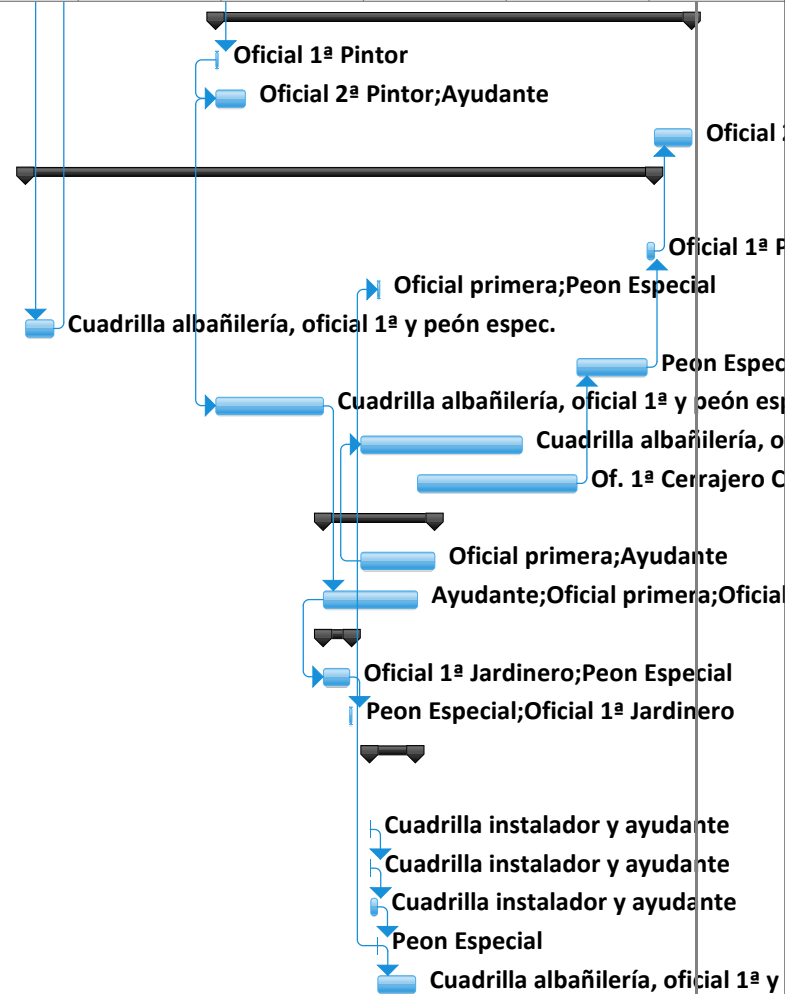 Oficial 1ª Pintor
Oficial 2ª Pintor;Ayudante
Oficial
Oficial 1ª P
Oficial primera;Peon Especial
Cuadrilla albañilería, oficial 1ª y peón espec.
Peon Espec
Cuadrilla albañilería, oficial 1ª y peón esp
Cuadrilla albañilería, o
Of. 1ª Cerrajero C
Oficial primera;Ayudante
Ayudante;Oficial primera;Oficial
Oficial 1ª Jardinero;Peon Especial
Peon Especial;Oficial 1ª Jardinero
Cuadrilla instalador y ayudante
Cuadrilla instalador y ayudante
Cuadrilla instalador y ayudante
Peon Especial
Cuadrilla albañilería, oficial 1ª y